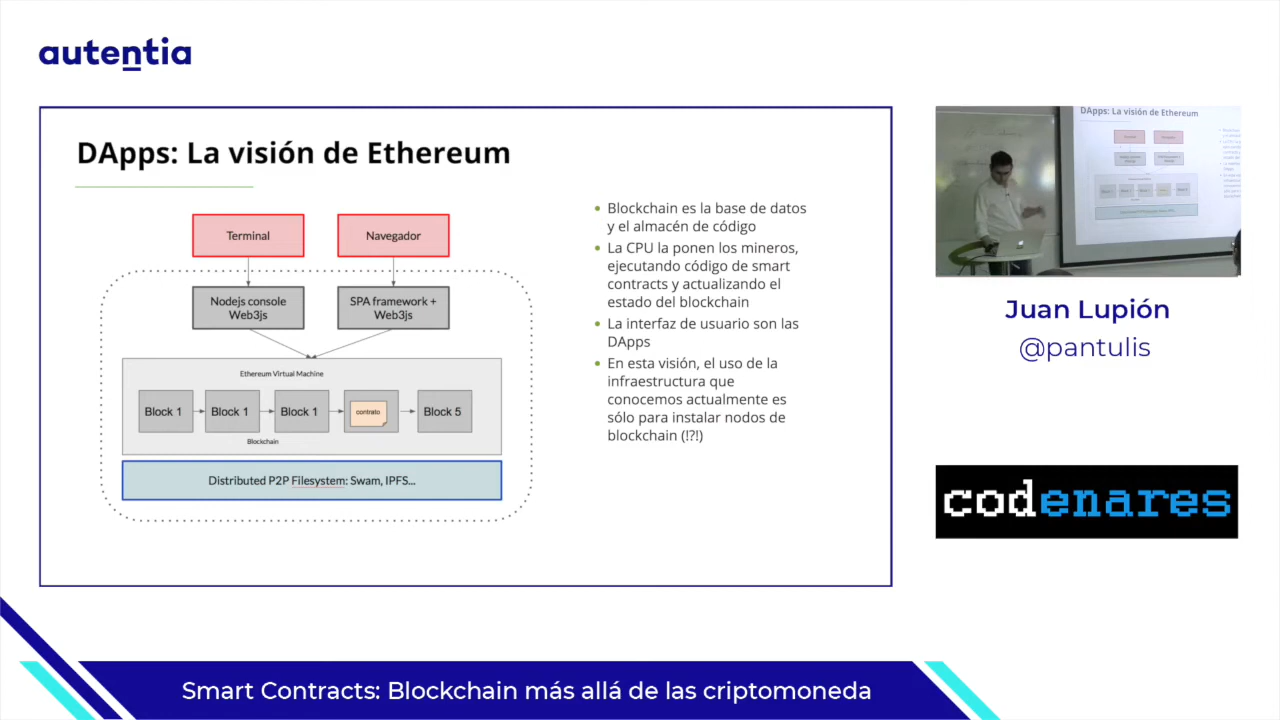 autentia
DApps: La visión de Ethereum
Terminal
Navegador
Nodejs console
Web3js
SPA framework +
Web3js
Ethereum Virtual Machine
Block 1
Block 1
Block 1
contrato
Block 5
Blockchain
Distributed P2P Filesystem: Swam, IPFS...
Blockchain es la base de datos
y el almacén de código
La CPU la ponen los mineros,
ejecutando código de smart
contracts y actualizando el
estado del blockchain
La interfaz de usuario son las
DApps
En esta visión, el uso de la
infraestructura que
conocemos actualmente es
sólo para instalar nodos de
blockchain (!?!)
DApps: La visión de Ethereum
Juan Lupión
@pantulis
codenares
Smart Contracts: Blockchain más allá de las criptomoneda